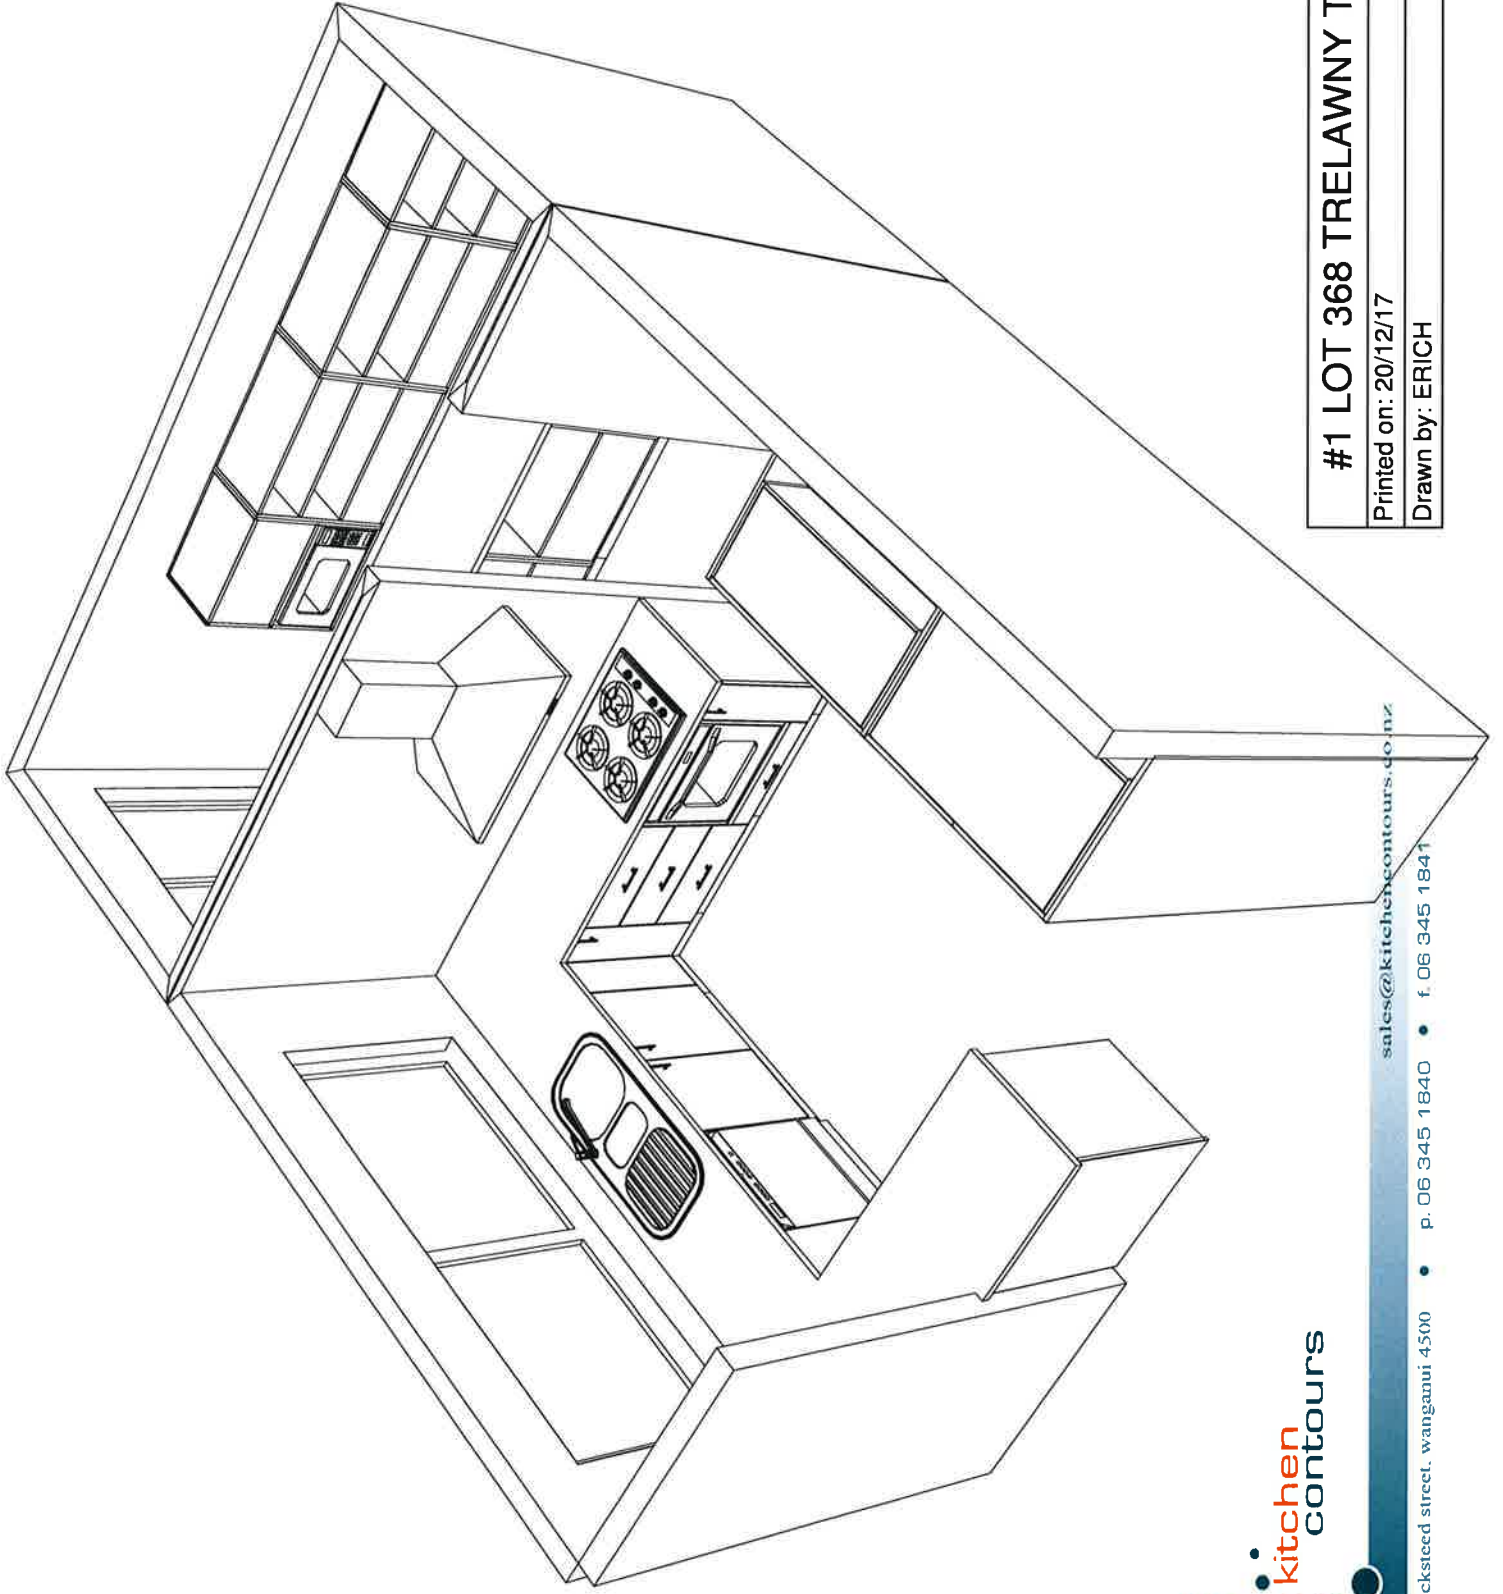 #1 LOT 368 TRELAWNY T
Printed on: 20/12/17
Drawn by: ERICH
kitchen
contours
sales@kitchencontours.co.nz
cksteed street, wanganui 4500 • p. 06 345 1840 • f. 06 345 1841